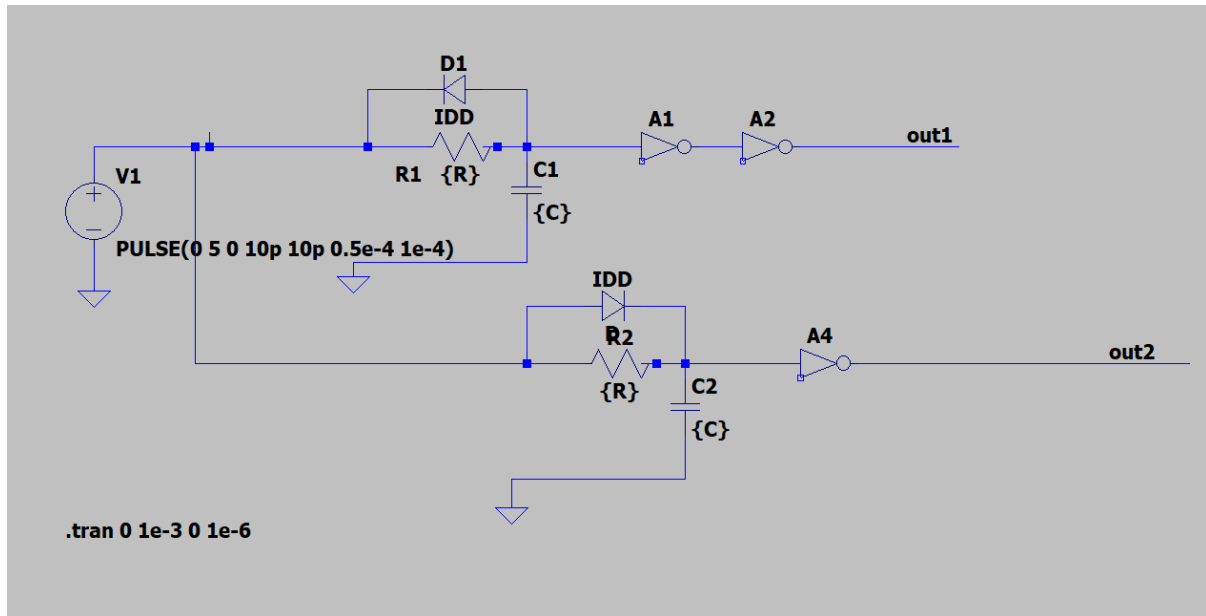 D1
IDD
A1
A2
out1
V1
R1
{R}
C1
{C}
PULSE(0 5 0 10p 10p 0.5e-4 1e-4)
IDD
D
R2
{R}
A4
out2
C2
{C}
.tran 0 1e-3 0 1e-6